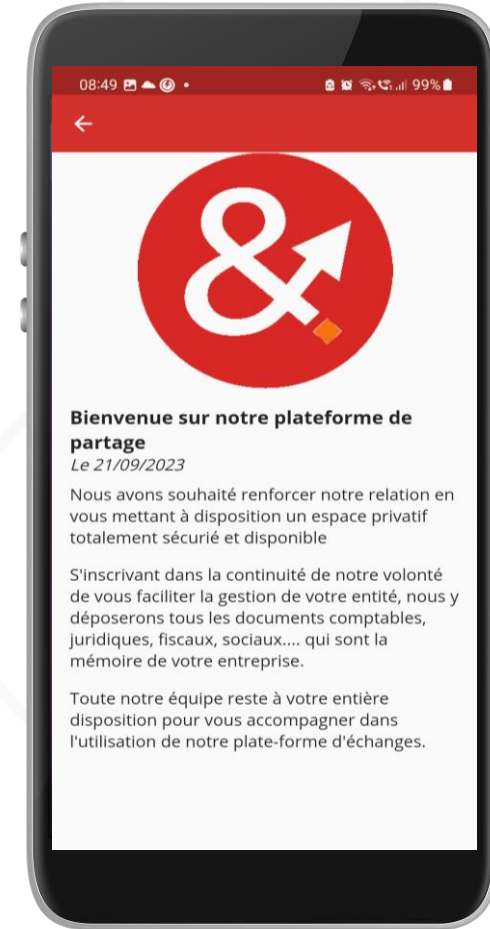 08:49 99%
&
Bienvenue sur notre plateforme de
partage
Le 21/09/2023
Nous avons souhaité renforcer notre relation en
vous mettant à disposition un espace privatif
totalement sécurié et disponible
S'inscrivant dans la continuité de notre volonté
de vous faciliter la gestion de votre entité, nous y
déposerons tous les documents comptables,
juridiques, fiscaux, sociaux.... qui sont la
mémoire de votre entreprise.
Toute notre équipe reste à votre entière
disposition pour vous accompagner dans
l'utilisation de notre plate-forme d'échanges.